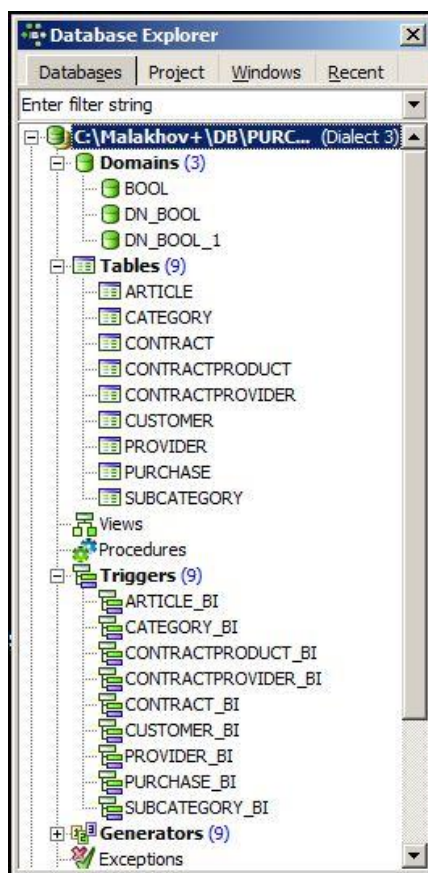 Database Explorer
Databases Project Windows Recent
Enter filter string
C:\Malakhov+\DB\PURC... (Dialect 3)
Domains (3)
BOOL
DN_BOOL
DN_BOOL_1
Tables (9)
ARTICLE
CATEGORY
CONTRACT
CONTRACTPRODUCT
CONTRACTPROVIDER
CUSTOMER
PROVIDER
PURCHASE
SUBCATEGORY
Views
Procedures
Triggers (9)
ARTICLE_BI
CATEGORY_BI
CONTRACTPRODUCT_BI
CONTRACTPROVIDER_BI
CONTRACT_BI
CUSTOMER_BI
PROVIDER_BI
PURCHASE_BI
SUBCATEGORY_BI
Generators (9)
Exceptions